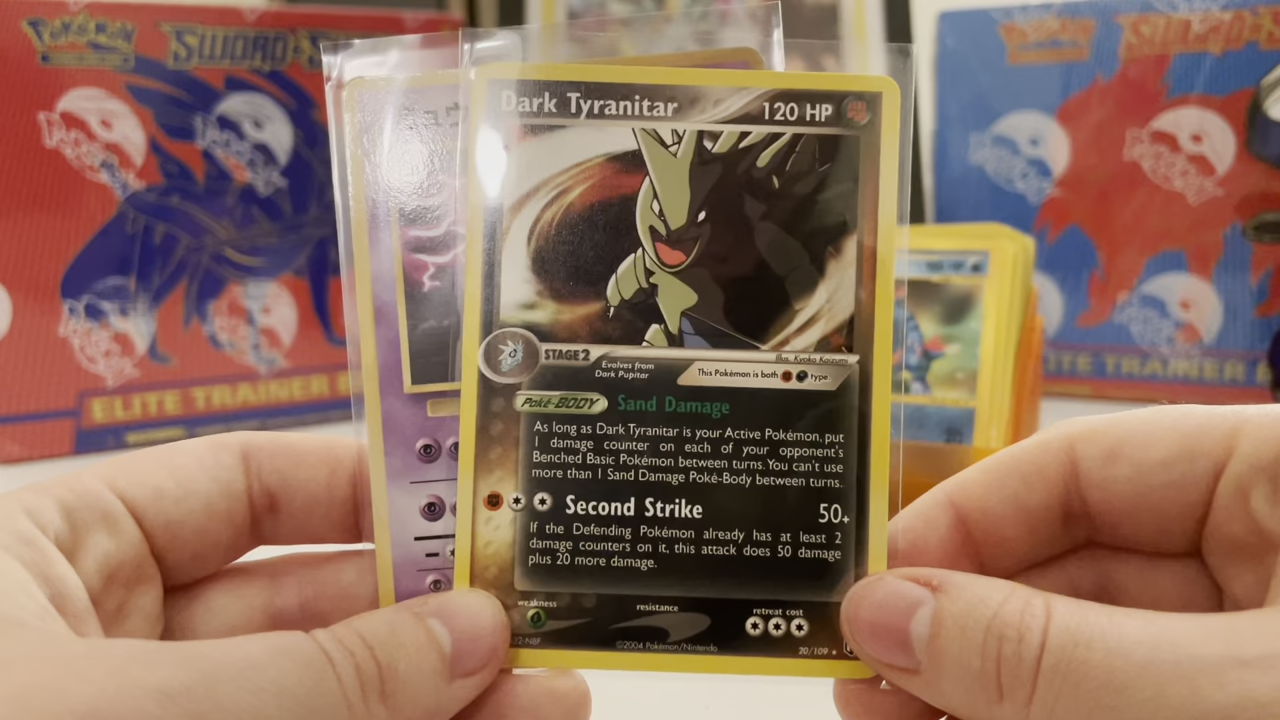 Pokémon
SWORD & S
Dark Tyranitar
120 HP
STAGE 2
Evolves from
Dark Pupitar
Illus. Kyoko Koizumi
This Pokémon is both type.
Poké-BODY Sand Damage
As long as Dark Tyranitar is your Active Pokémon, put
1 damage counter on each of your opponent's
Benched Basic Pokémon between turns. You can't use
more than 1 Sand Damage Poké-Body between turns.
Second Strike 50+
If the Defending Pokémon already has at least 2
damage counters on it, this attack does 50 damage
plus 20 more damage.
weakness
resistance
retreat cost
©2004 Pokémon/Nintendo
20/109
ELITE TRAINER B
ITE TRAINER